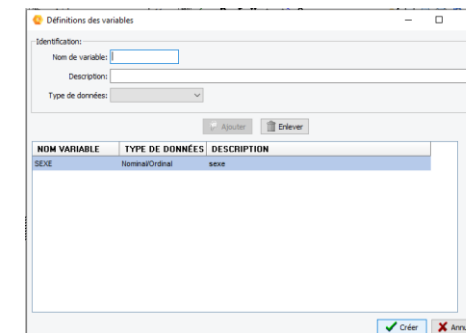 Définitions des variables
Identification:
Nom de variable:
Description:
Type de données:
Ajouter Enlever
NOM VARIABLE TYPE DE DONNÉES DESCRIPTION
SEXE Nominal/Ordinal sexe
Créer Annu